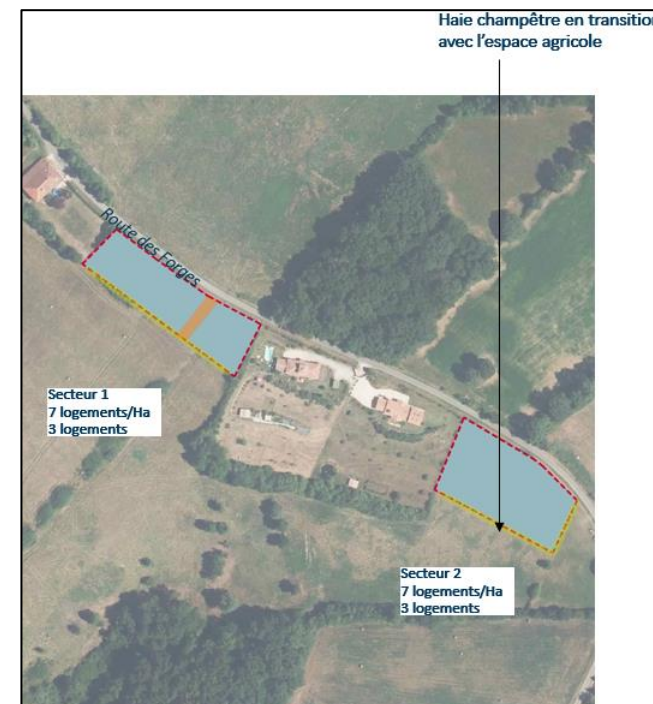 Haie champêtre en transition
avec l'espace agricole
Route des Forges
Secteur 1
7 logements/Ha
3 logements
Secteur 2
7 logements/Ha
3 logements